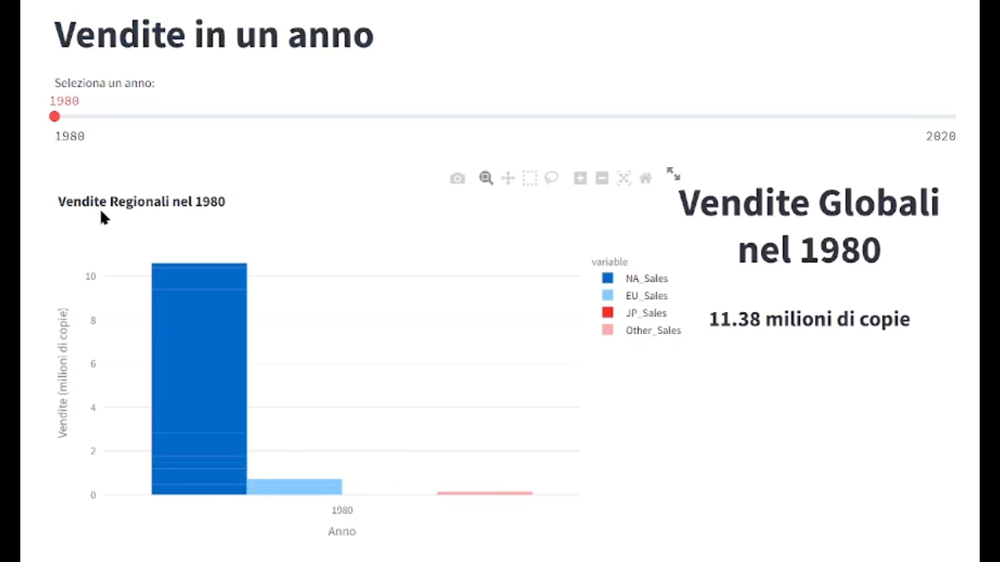 Vendite in un anno
Seleziona un anno:
1980
1980
2020
Vendite Regionali nel 1980
Vendite Globali
nel 1980
11.38 milioni di copie
variable
NA_Sales
EU_Sales
JP_Sales
Other_Sales
Vendite (milioni di copie)
10
8
6
4
2
0
1980
Anno